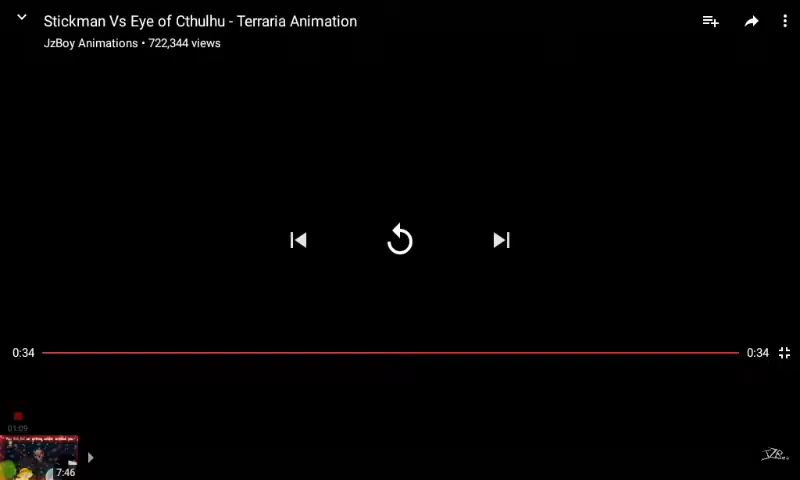 Stickman Vs Eye of Cthulhu - Terraria Animation
JzBoy Animations • 722,344 views
0:34
0:34
01:09
7:46